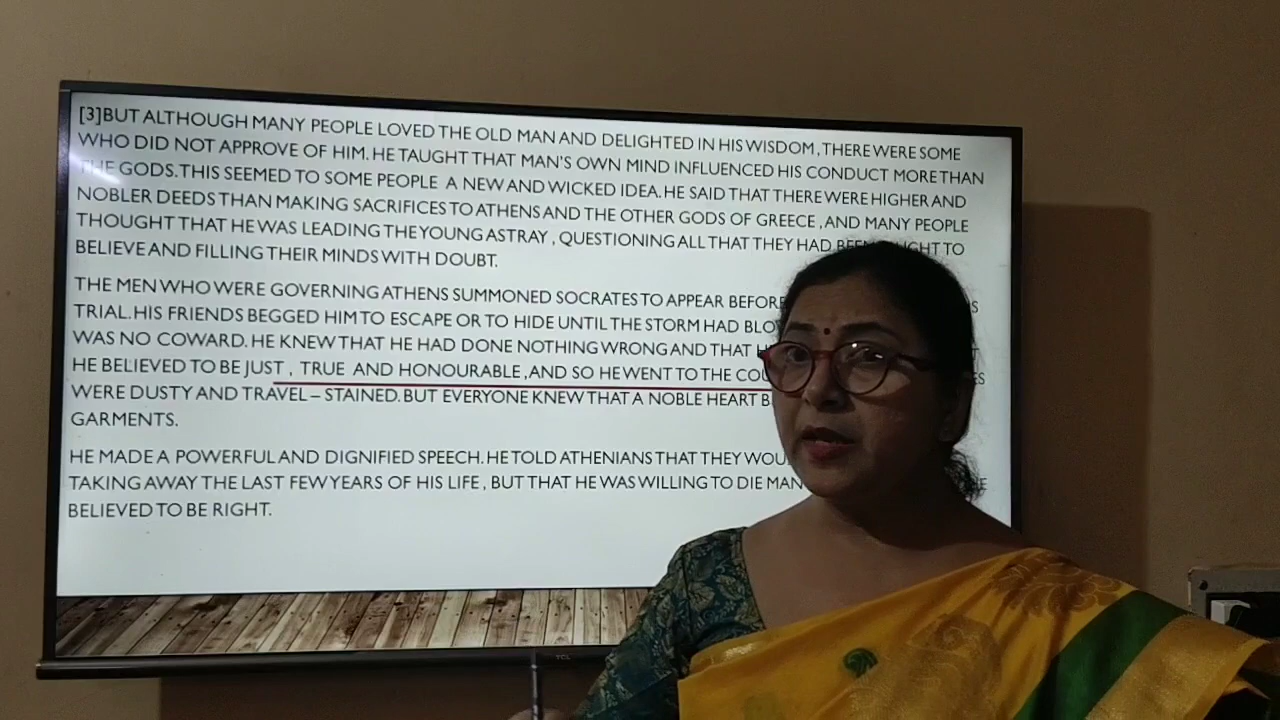 [3]BUT ALTHOUGH MANY PEOPLE LOVED THE OLD MAN AND DELIGHTED IN HIS WISDOM, THERE WERE SOME
WHO DID NOT APPROVE OF HIM. HE TAUGHT THAT MAN'S OWN MIND INFLUENCED HIS CONDUCT MORE THAN
THE GODS. THIS SEEMED TO SOME PEOPLE A NEW AND WICKED IDEA. HE SAID THAT THERE WERE HIGHER AND
NOBLER DEEDS THAN MAKING SACRIFICES TO ATHENS AND THE OTHER GODS OF GREECE, AND MANY PEOPLE
THOUGHT THAT HE WAS LEADING THE YOUNG ASTRAY, QUESTIONING ALL THAT THEY HAD BEEN TO
BELIEVE AND FILLING THEIR MINDS WITH DOUBT.
THE MEN WHO WERE GOVERNING ATHENS SUMMONED SOCRATES TO APPEAR BEFORE
TRIAL. HIS FRIENDS BEGGED HIM TO ESCAPE OR TO HIDE UNTIL THE STORM HAD
WAS NO COWARD. HE KNEW THAT HE HAD DONE NOTHING WRONG AND THAT
HE BELIEVED TO BE JUST, TRUE AND HONOURABLE, AND SO HE WENT TO THE
WERE DUSTY AND TRAVEL – STAINED. BUT EVERYONE KNEW THAT A NOBLE HEART
GARMENTS.
HE MADE A POWERFUL AND DIGNIFIED SPEECH. HE TOLD ATHENIANS THAT THEY
TAKING AWAY THE LAST FEW YEARS OF HIS LIFE, BUT THAT HE WAS WILLING TO DIE
BELIEVED TO BE RIGHT.
TCL